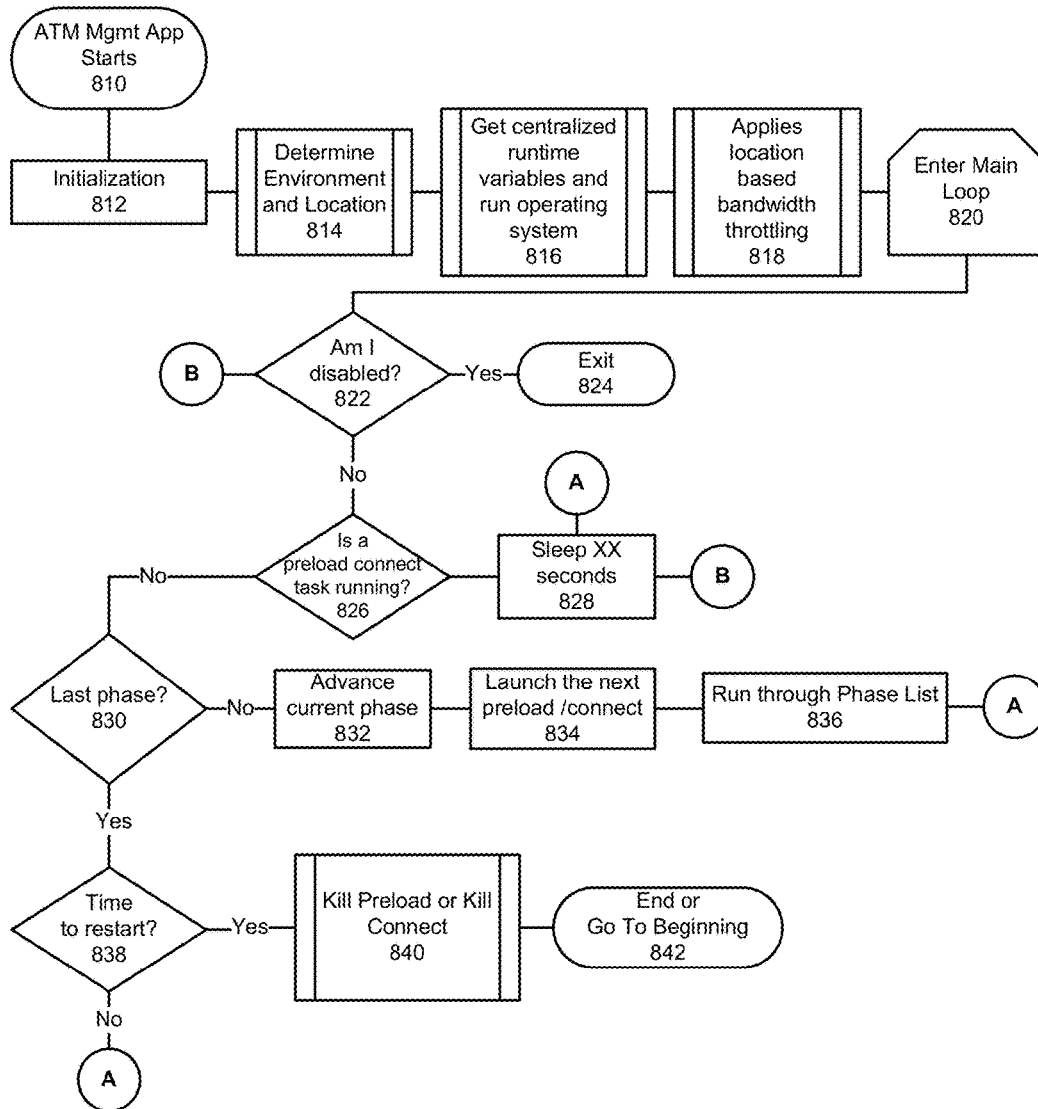 ATM Mgmt App
Starts
810
Initialization
812
Determine
Environment
and Location
814
Get centralized
runtime
variables and
run operating
system
816
Applies
location
based
bandwidth
throttling
818
Enter Main
Loop
820
B
Am I
disabled?
822
Yes
Exit
824
No
A
Is a
preload connect
task running?
826
Sleep XX
seconds
828
B
No
Last phase?
830
No
Advance
current phase
832
Launch the next
preload /connect
834
Run through Phase List
836
A
Yes
Time
to restart?
838
Yes
Kill Preload or Kill
Connect
840
End or
Go To Beginning
842
No
A